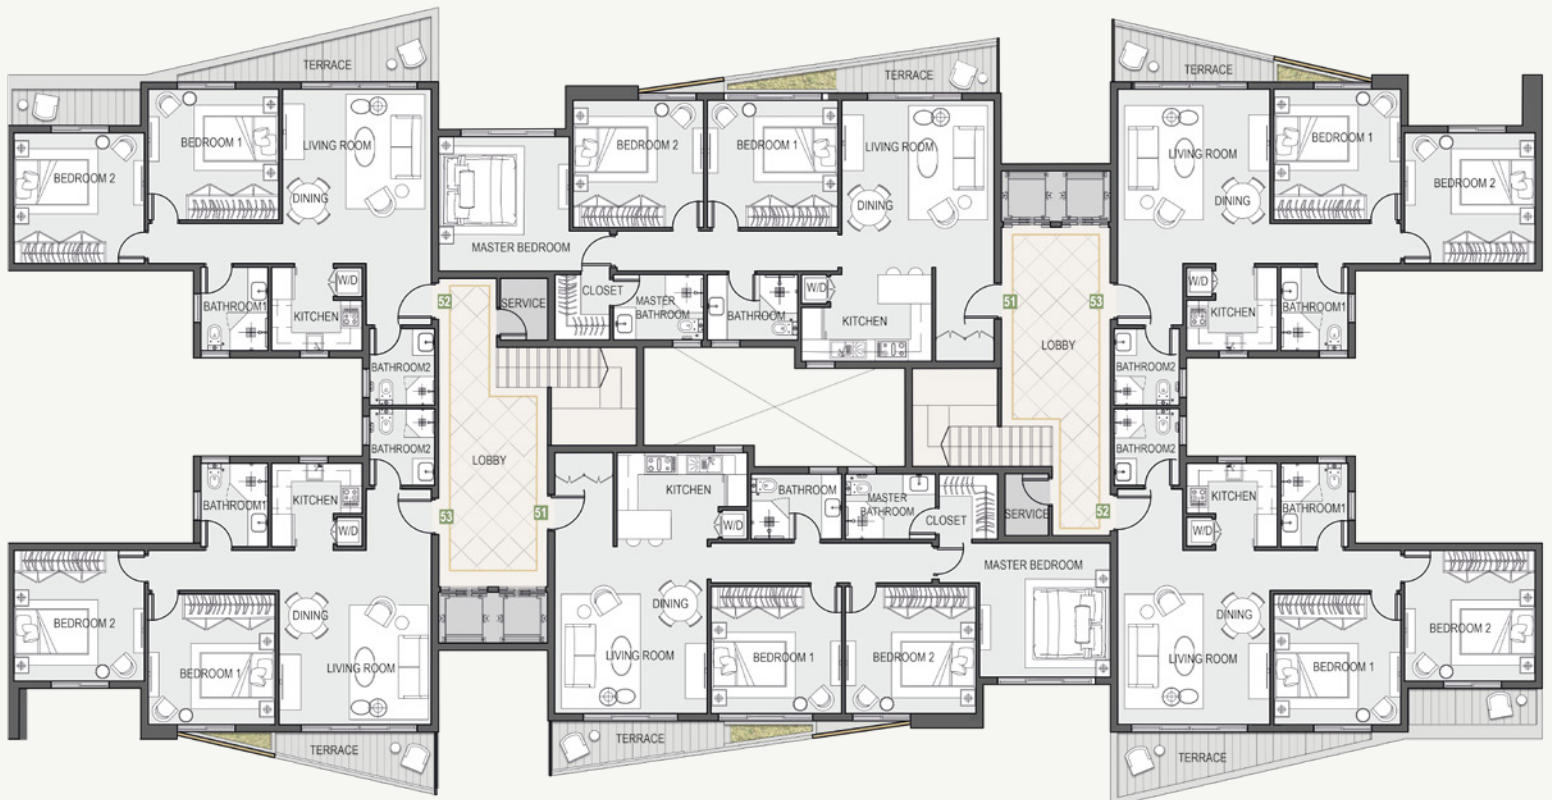 TERRACE
TERRACE
TERRACE
BEDROOM 1
LIVING ROOM
BEDROOM 2
BEDROOM 1
LIVING ROOM
LIVING ROOM
BEDROOM 1
BEDROOM 2
BEDROOM 2
DINING
DINING
DINING
MASTER BEDROOM
W/D
CLOSET
W/D
W/D
BATHROOM1
52
SERVICE
MASTER
BATHROOM
BATHROOM
51
53
BATHROOM1
KITCHEN
KITCHEN
KITCHEN
LOBBY
BATHROOM2
BATHROOM2
BATHROOM2
BATHROOM2
LOBBY
KITCHEN
BATHROOM
KITCHEN
KITCHEN
BATHROOM1
MASTER
BATHROOM
BATHROOM1
53
51
CLOSET
SERVICE
52
W/D
W/D
W/D
MASTER BEDROOM
DINING
DINING
DINING
BEDROOM 2
BEDROOM 2
LIVING ROOM
BEDROOM 1
LIVING ROOM
BEDROOM 1
BEDROOM 2
LIVING ROOM
BEDROOM 1
TERRACE
TERRACE
TERRACE